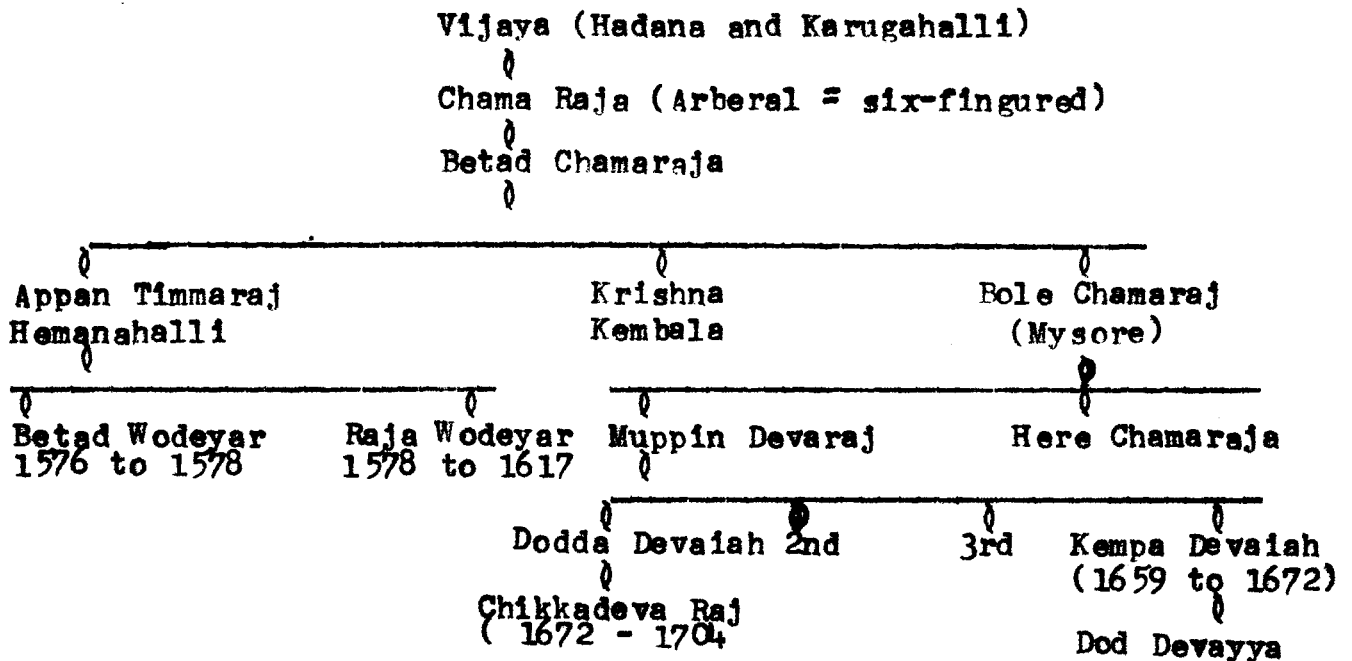 Vijaya (Hadana and Karugahalli)
Chama Raja (Arberal = six-fingured)
Betad Chamaraja
Appan Timmaraj Krishna Bole Chamaraj
Hemanahalli Kembala (Mysore)
Betad Wodeyar Raja Wodeyar Muppin Devaraj Here Chamaraja
1576 to 1578 1578 to 1617
Dodda Devaiah 2nd 3rd Kempa Devaiah
(1659 to 1672)
Chikkadeva Raj
( 1672 - 1704
Dod Devayya